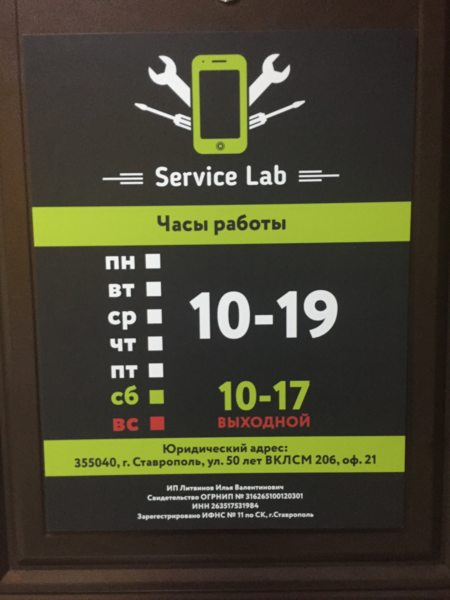 Service Lab
Часы работы
пн
вт
ср
чт
пт
10-19
сб
10-17
вс
ВЫХОДНОЙ
Юридический адрес:
355040, г. Ставрополь, ул. 50 лет ВКЛСМ 206, оф. 21
ИП Литвинов Илья Валентинович
Свидетельство ОГРНИП № 316265100120301
ИНН 263517531984
Зарегестрировано ИФНС № 11 по СК, г.Ставрополь